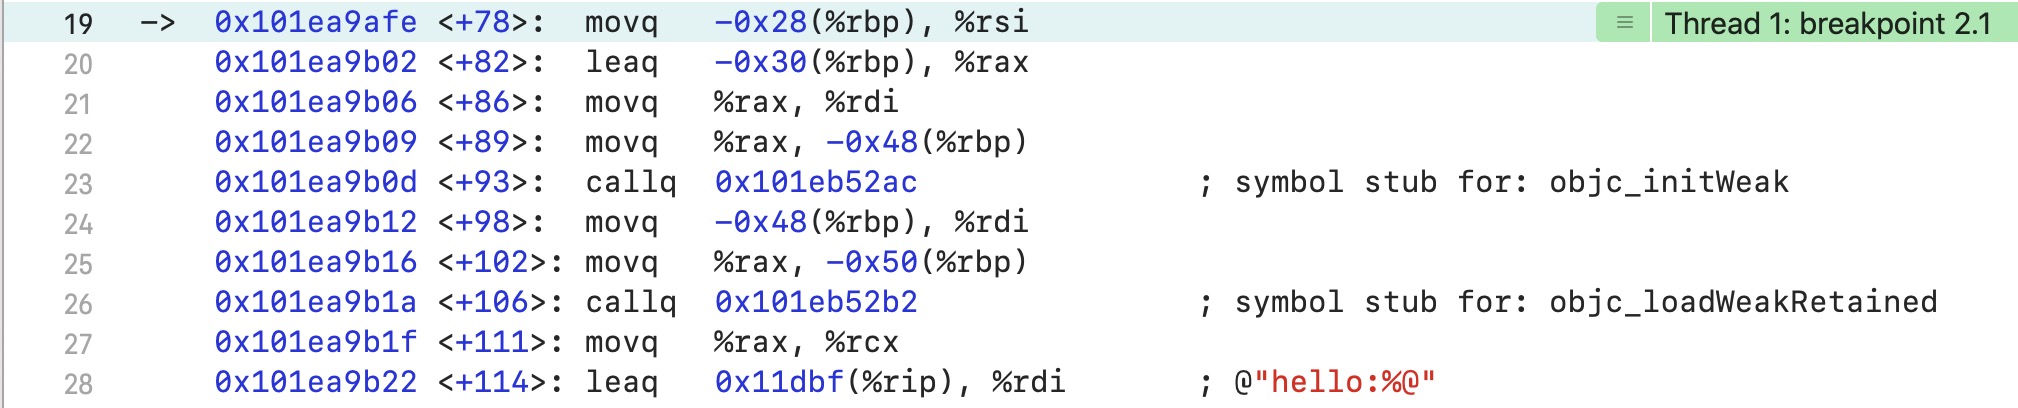 19 -> 0x101ea9afe <+78>: movq -0x28(%rbp), %rsi Thread 1: breakpoint 2.1
20 0x101ea9b02 <+82>: leaq -0x30(%rbp), %rax
21 0x101ea9b06 <+86>: movq %rax, %rdi
22 0x101ea9b09 <+89>: movq %rax, -0x48(%rbp)
23 0x101ea9b0d <+93>: callq 0x101eb52ac ; symbol stub for: objc_initWeak
24 0x101ea9b12 <+98>: movq -0x48(%rbp), %rdi
25 0x101ea9b16 <+102>: movq %rax, -0x50(%rbp)
26 0x101ea9b1a <+106>: callq 0x101eb52b2 ; symbol stub for: objc_loadWeakRetained
27 0x101ea9b1f <+111>: movq %rax, %rcx
28 0x101ea9b22 <+114>: leaq 0x11dbf(%rip), %rdi ; @"hello:%@"